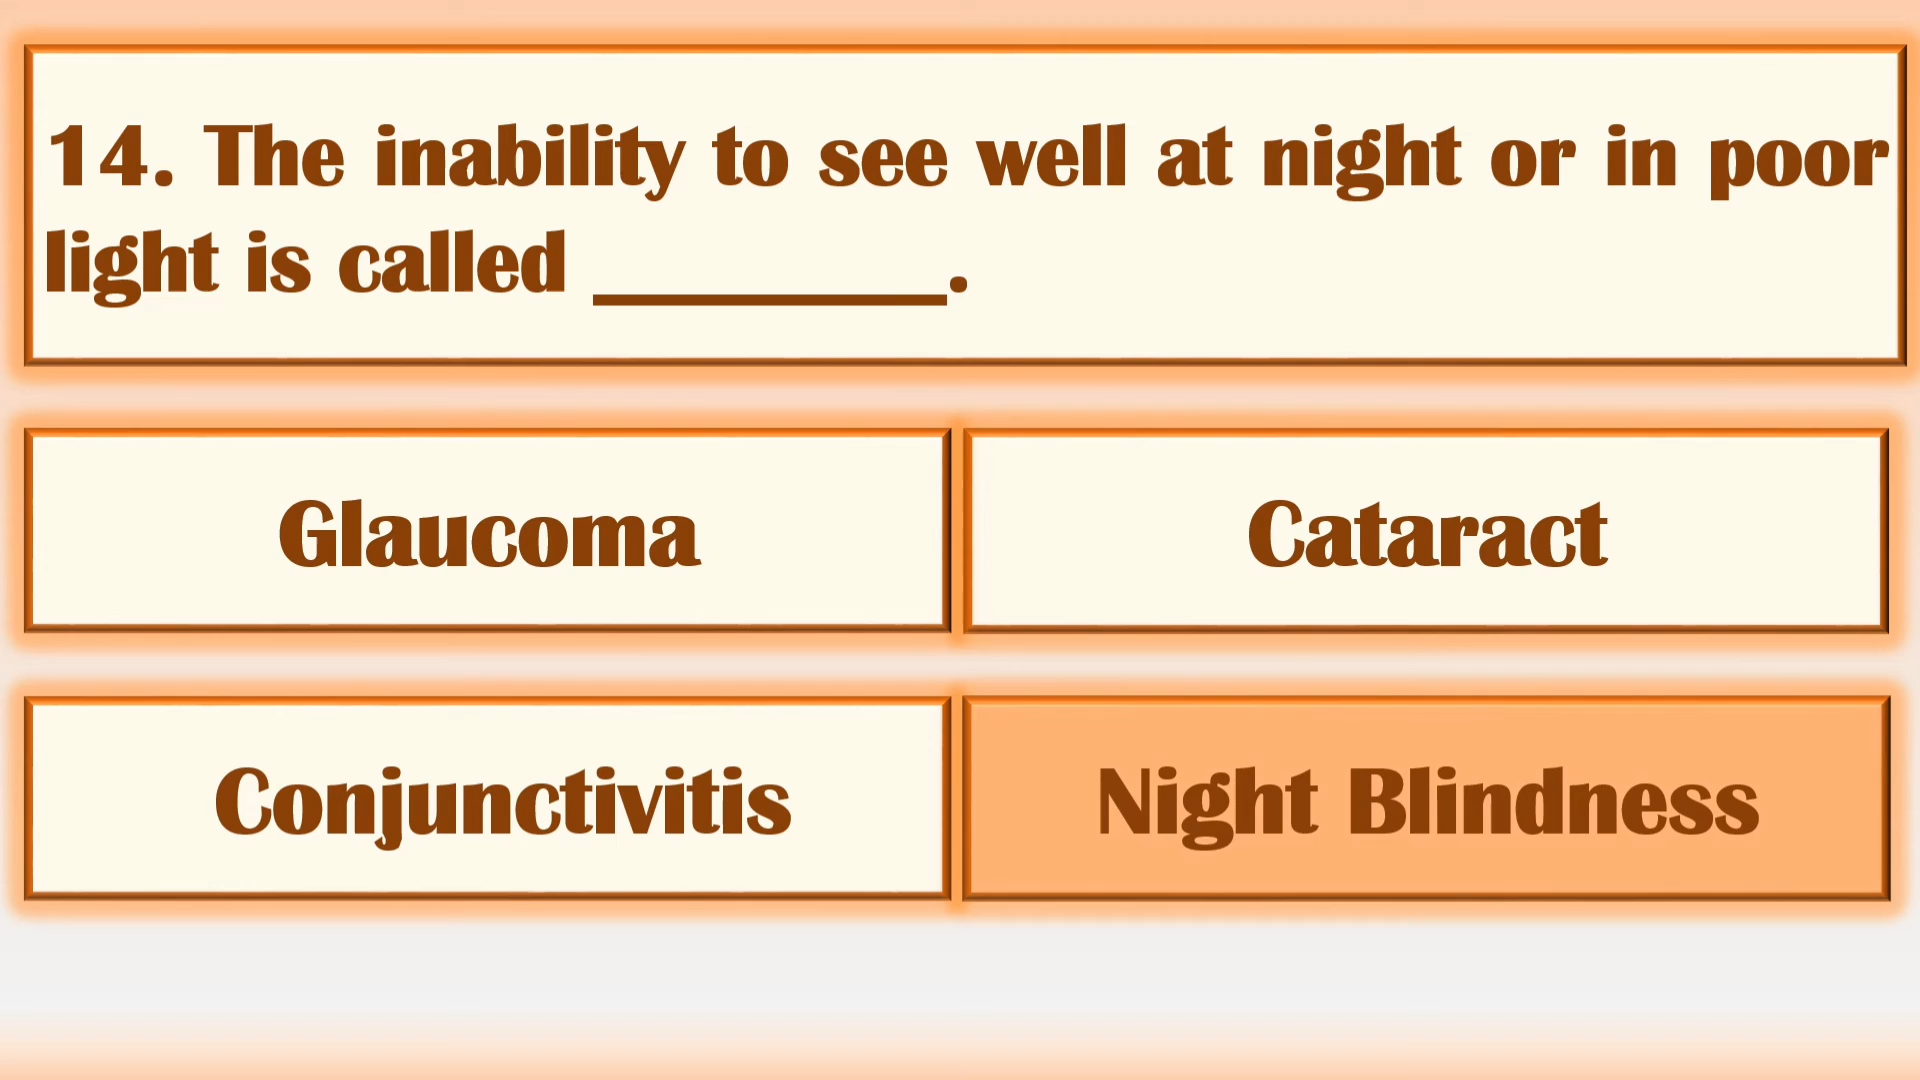 14. The inability to see well at night or in poor
light is called ________.
Glaucoma
Cataract
Conjunctivitis
Night Blindness